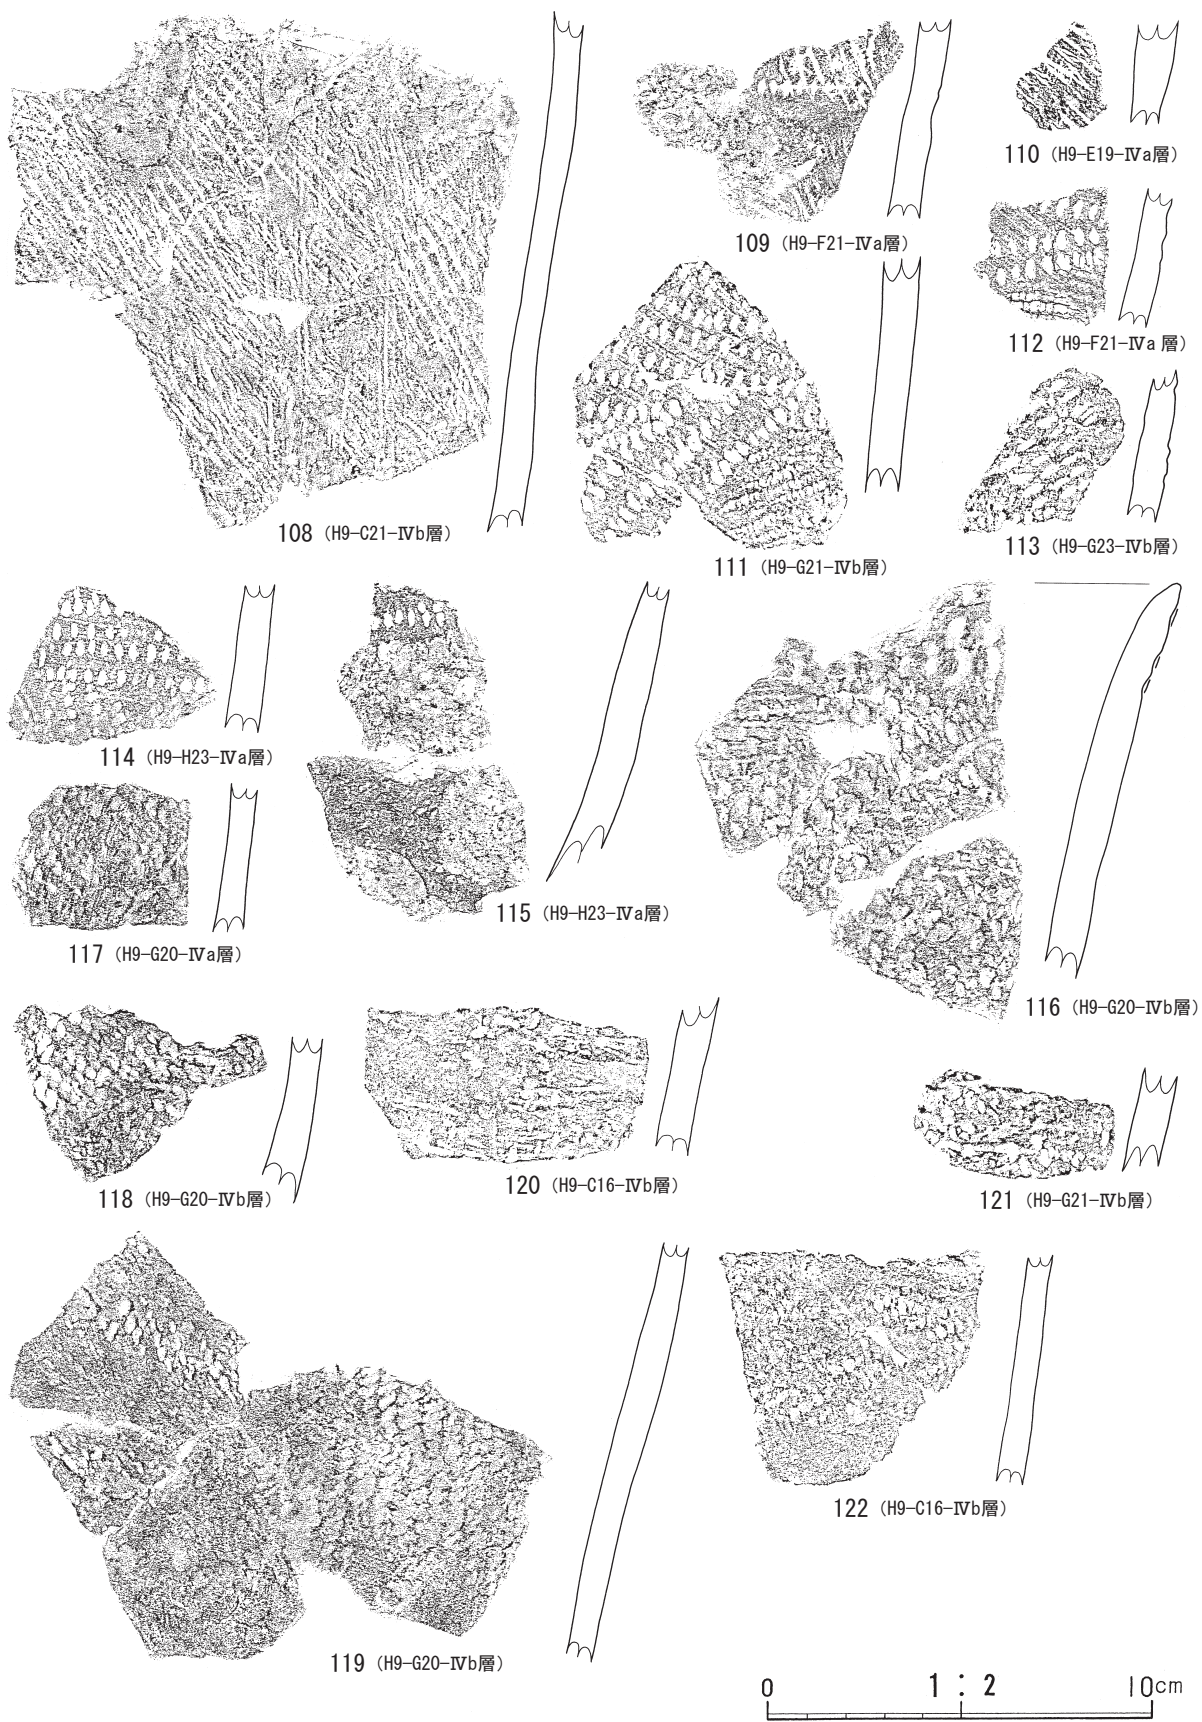 108（H9−C21−Ⅳb層）
109（H9−F21−Ⅳa層）
110（H9−E19−Ⅳa層）
111（H9−G21−Ⅳb層）
112（H9−F21−Ⅳa層）
113（H9−G23−Ⅳb層）
114（H9−H23−Ⅳa層）
115（H9−H23−Ⅳa層）
116（H9−G20−Ⅳb層）
117（H9−G20−Ⅳa層）
118（H9−G20−Ⅳb層）
120（H9−C16−Ⅳb層）
121（H9−G21−Ⅳb層）
119（H9−G20−Ⅳb層）
122（H9−C16−Ⅳb層）
0 1：2 10cm